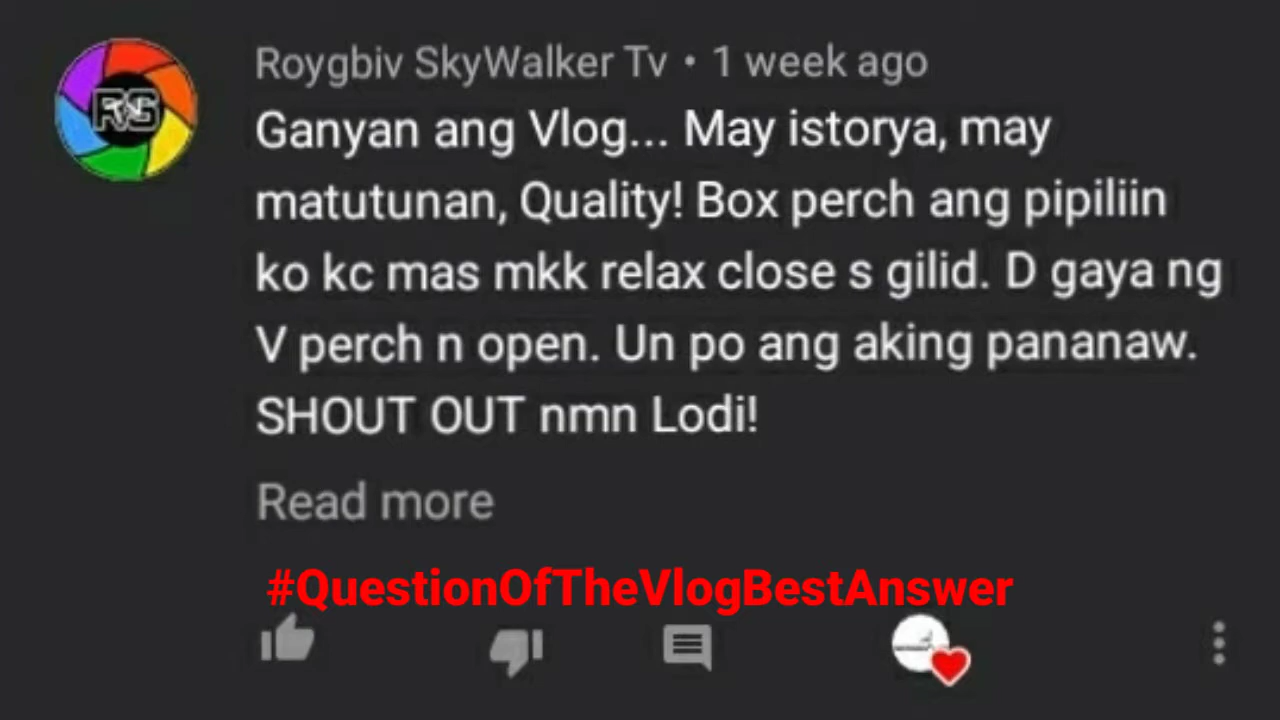 Roygbiv SkyWalker Tv • 1 week ago
Ganyan ang Vlog... May istorya, may
matutunan, Quality! Box perch ang pipiliin
ko kc mas mkk relax close s gilid. D gaya ng
V perch n open. Un po ang aking pananaw.
SHOUT OUT nmn Lodi!
Read more
#QuestionOfTheVlogBestAnswer